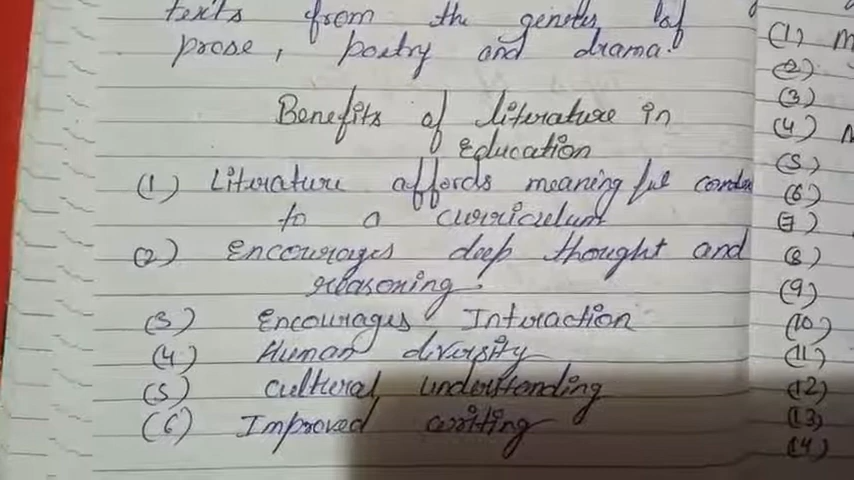 texts from the genres of
prose, poetry and drama.
Benefits of literature in
Education
(1) Literature affords meaningful
to a curriculum
(2) Encourages deep thought and
reasoning.
(3) Encourages Interaction
(4) Human diversity
(5) cultural understanding
(6) Improved writing
(1) M
(2)
(3)
(4)
(5)
(6)
(7)
(8)
(9)
(10)
(11)
(12)
(13)
(14)